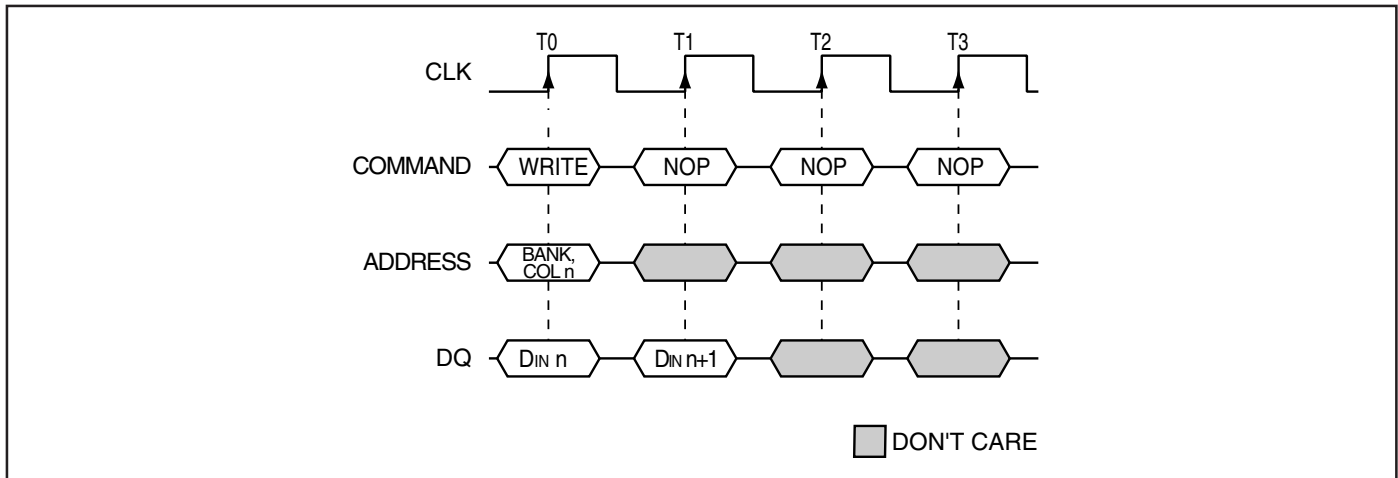 T0 T1 T2 T3
CLK
COMMAND WRITE NOP NOP NOP
ADDRESS BANK,
COL n
DQ DIN n DIN n+1
DON'T CARE